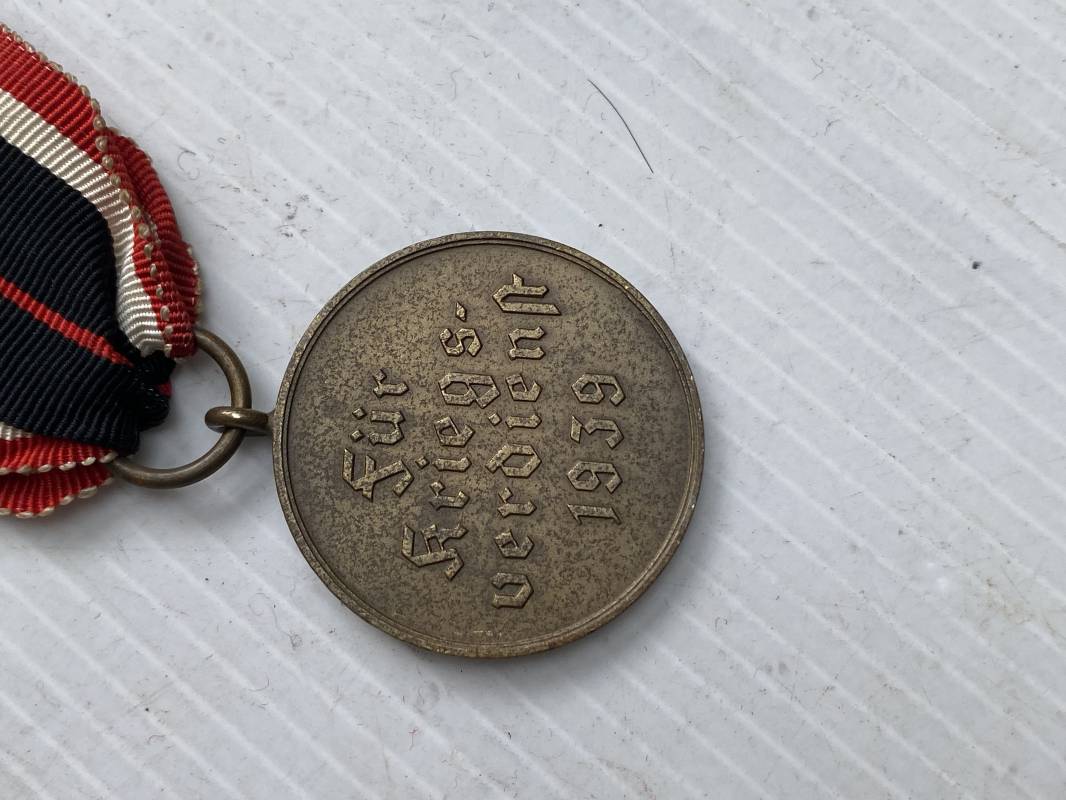 Für
Kriegs-
verdienst
1939